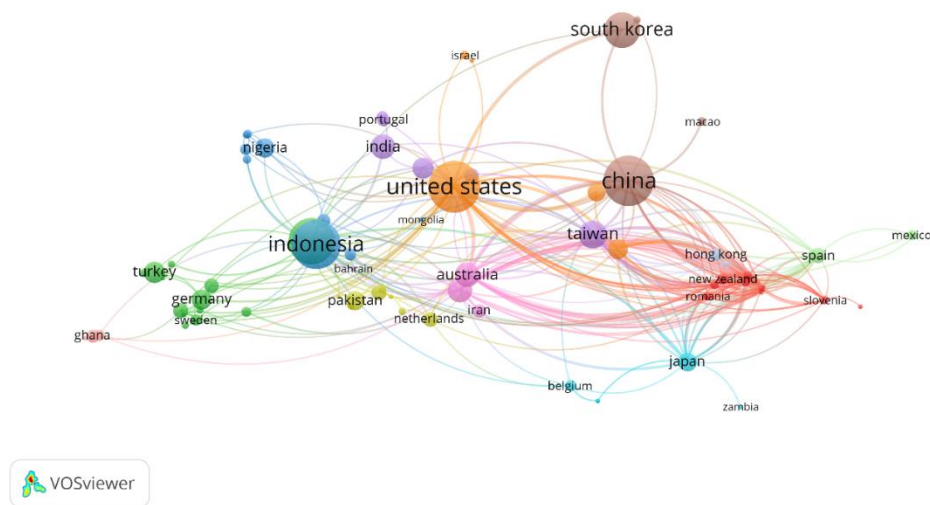 south korea
israel
portugal
macao
nigeria
india
united states
china
mongolia
taiwan
mexico
indonesia
hong kong
spain
bahrain
turkey
australia
new zealand
germany
pakistan
iran
romania
slovenia
sweden
netherlands
ghana
japan
belgium
zambia
VOSviewer